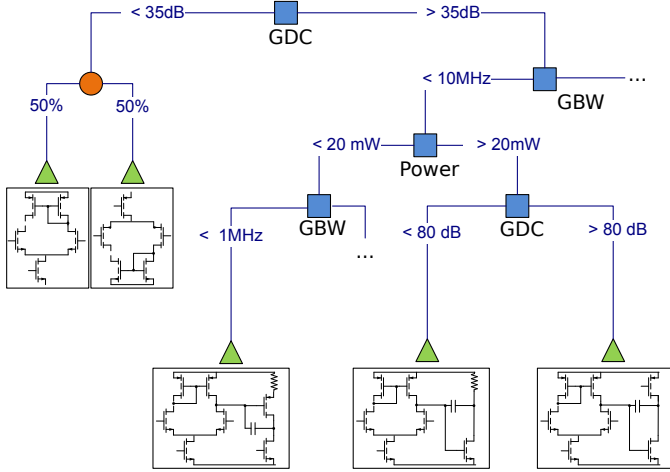 < 35dB
GDC
> 35dB
< 10MHz
GBW
...
50%
50%
< 20 mW
Power
> 20mW
< 1MHz
GBW
...
< 80 dB
GDC
> 80 dB